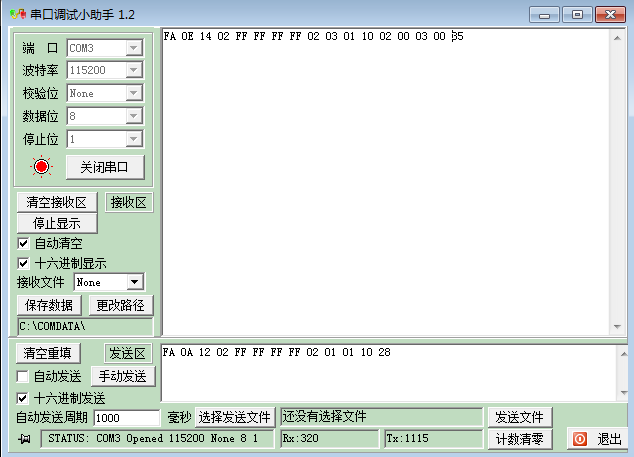 串口调试小助手 1.2
端 口 COM3
波特率 115200
校验位 None
数据位 8
停止位 1
关闭串口
清空接收区 接收区
停止显示
自动清空
十六进制显示
接收文件 None
保存数据 更改路径
C:\COMDATA\
FA 0E 14 02 FF FF FF FF 02 03 01 10 02 00 03 00 35
清空重填 发送区
自动发送 手动发送
十六进制发送
FA 0A 12 02 FF FF FF FF 02 01 01 10 28
自动发送周期 1000 毫秒 选择发送文件 还没有选择文件 发送文件
STATUS: COM3 Opened 115200 None 8 1 Rx:320 Tx:1115 计数清零 退出